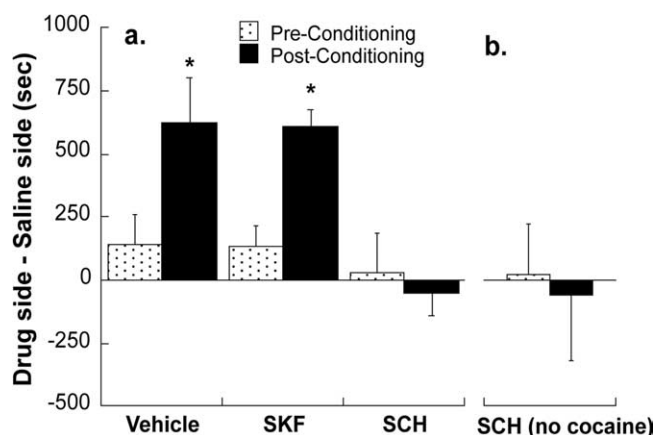 a.
b.
Pre-Conditioning
Post-Conditioning
Drug side - Saline side (sec)
1000
750
500
250
0
-250
-500
*
*
Vehicle
SKF
SCH
SCH (no cocaine)